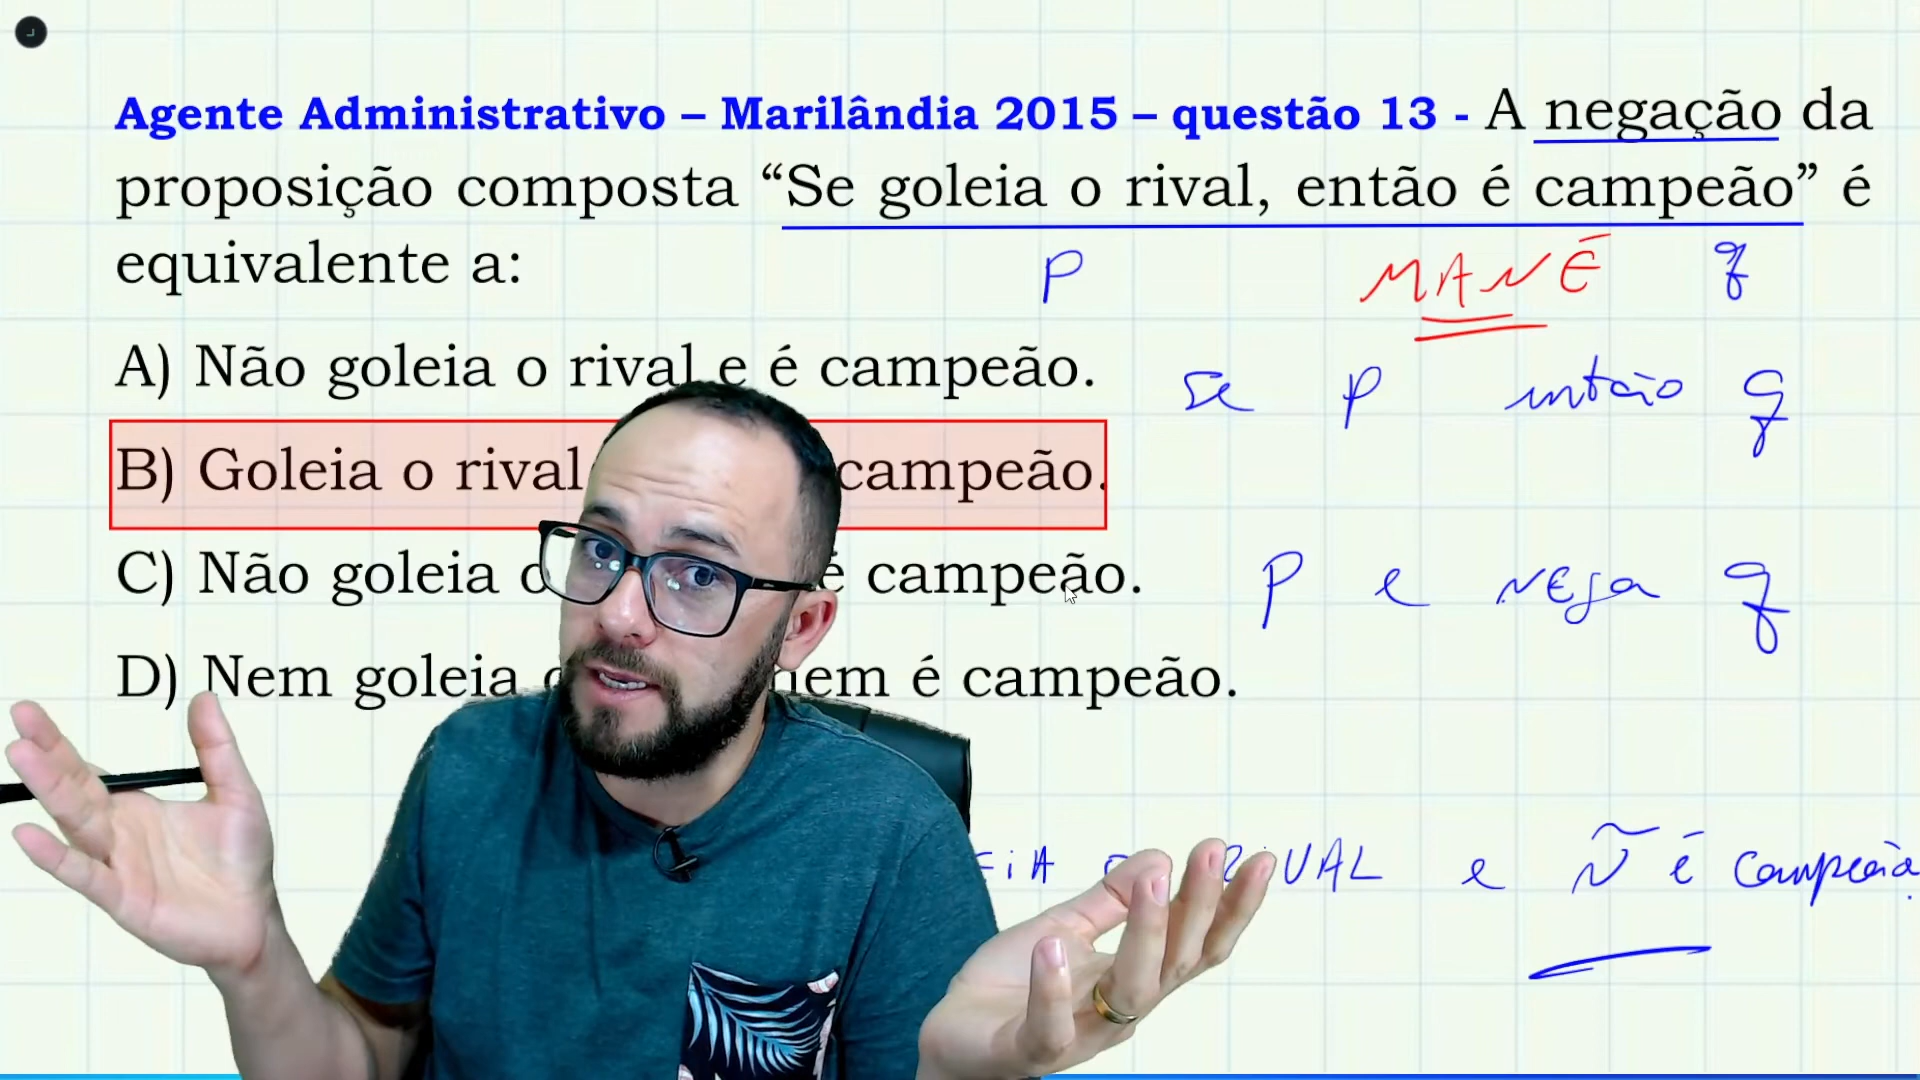 Agente Administrativo – Marilândia 2015 – questão 13 - A negação da
proposição composta “Se goleia o rival, então é campeão” é
equivalente a:
P MANÉ q
A) Não goleia o rival e é campeão.
se p então q
B) Goleia o rival campeão.
C) Não goleia é campeão.
P e NEGA q
D) Nem goleia nem é campeão.
RIVAL e Ñ é campeão.